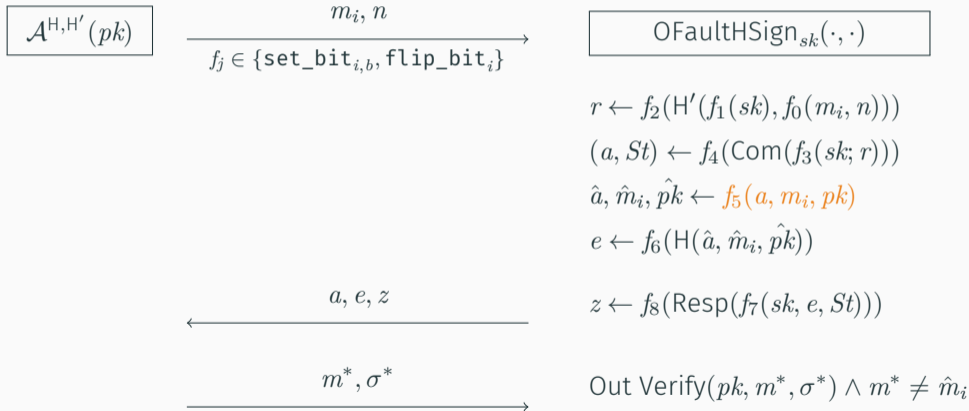 𝒜^{H,H′}(pk)
m_i, n
OFaultHSign_{sk}(·,·)
f_j ∈ {set_bit_{i,b}, flip_bit_i}
r ← f_2(H′(f_1(sk), f_0(m_i, n)))
(a, St) ← f_4(Com(f_3(sk; r)))
â, m̂_i, p̂k ← f_5(a, m_i, pk)
e ← f_6(H(â, m̂_i, p̂k))
a, e, z
z ← f_8(Resp(f_7(sk, e, St)))
m*, σ*
Out Verify(pk, m*, σ*) ∧ m* ≠ m̂_i